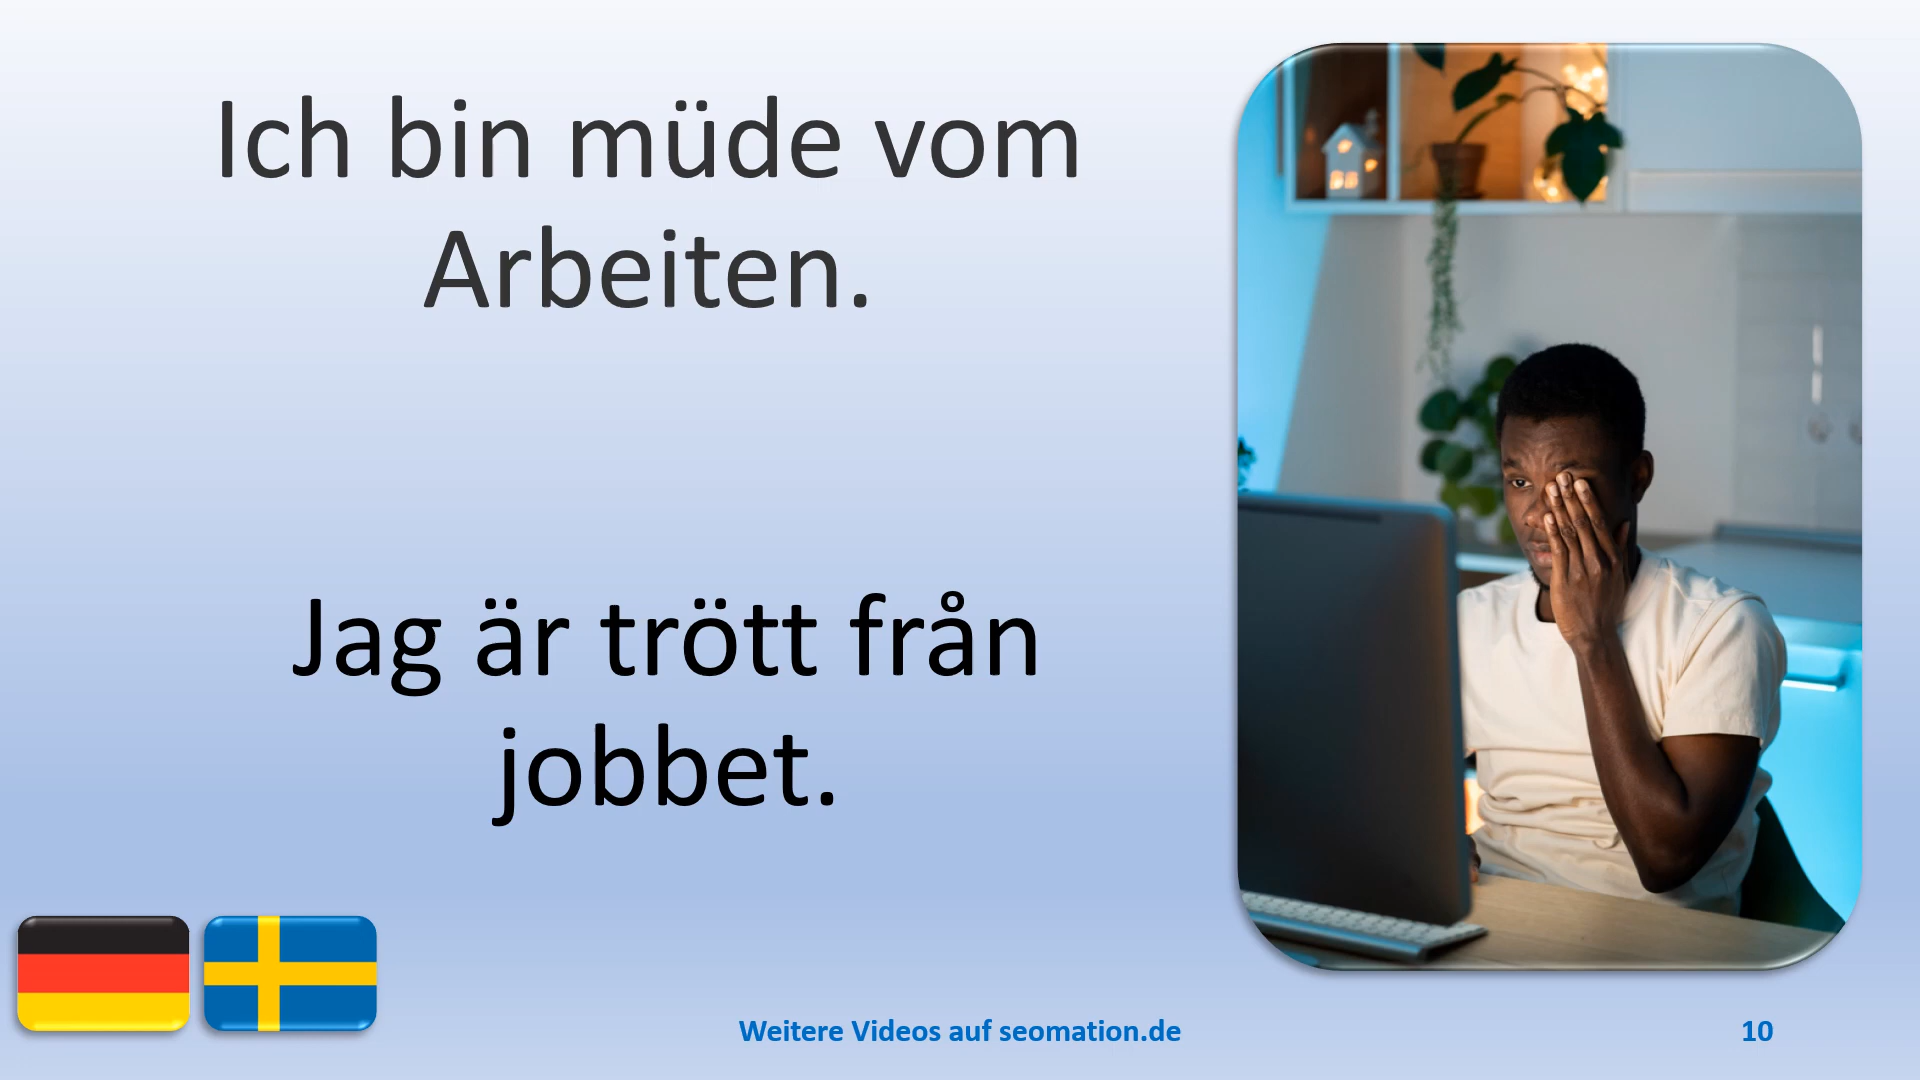 Ich bin müde vom
Arbeiten.
Jag är trött från
jobbet.
Weitere Videos auf seomation.de
10